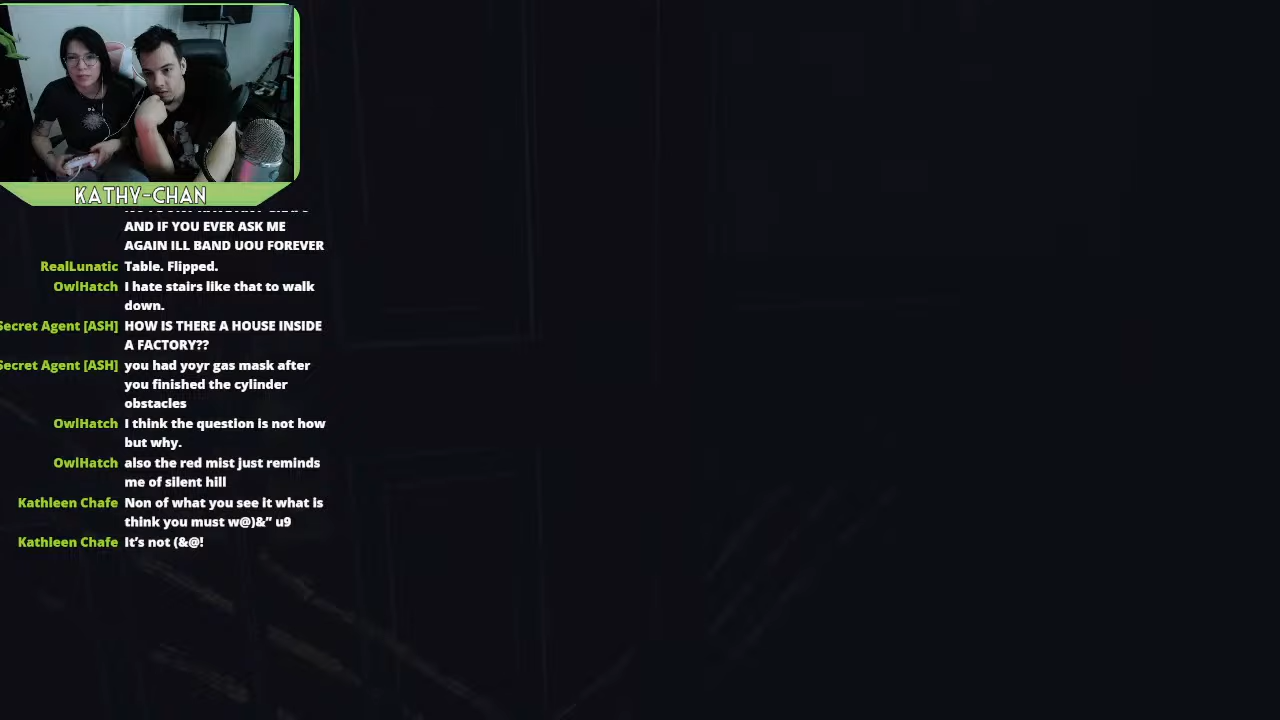 KATHY-CHAN
AND IF YOU EVER ASK ME
AGAIN ILL BAND UOU FOREVER
RealLunatic Table. Flipped.
OwlHatch I hate stairs like that to walk
down.
Secret Agent [ASH] HOW IS THERE A HOUSE INSIDE
A FACTORY??
Secret Agent [ASH] you had yoyr gas mask after
you finished the cylinder
obstacles
OwlHatch I think the question is not how
but why.
OwlHatch also the red mist just reminds
me of silent hill
Kathleen Chafe Non of what you see it what is
think you must w@)&” u9
Kathleen Chafe It’s not (&@!